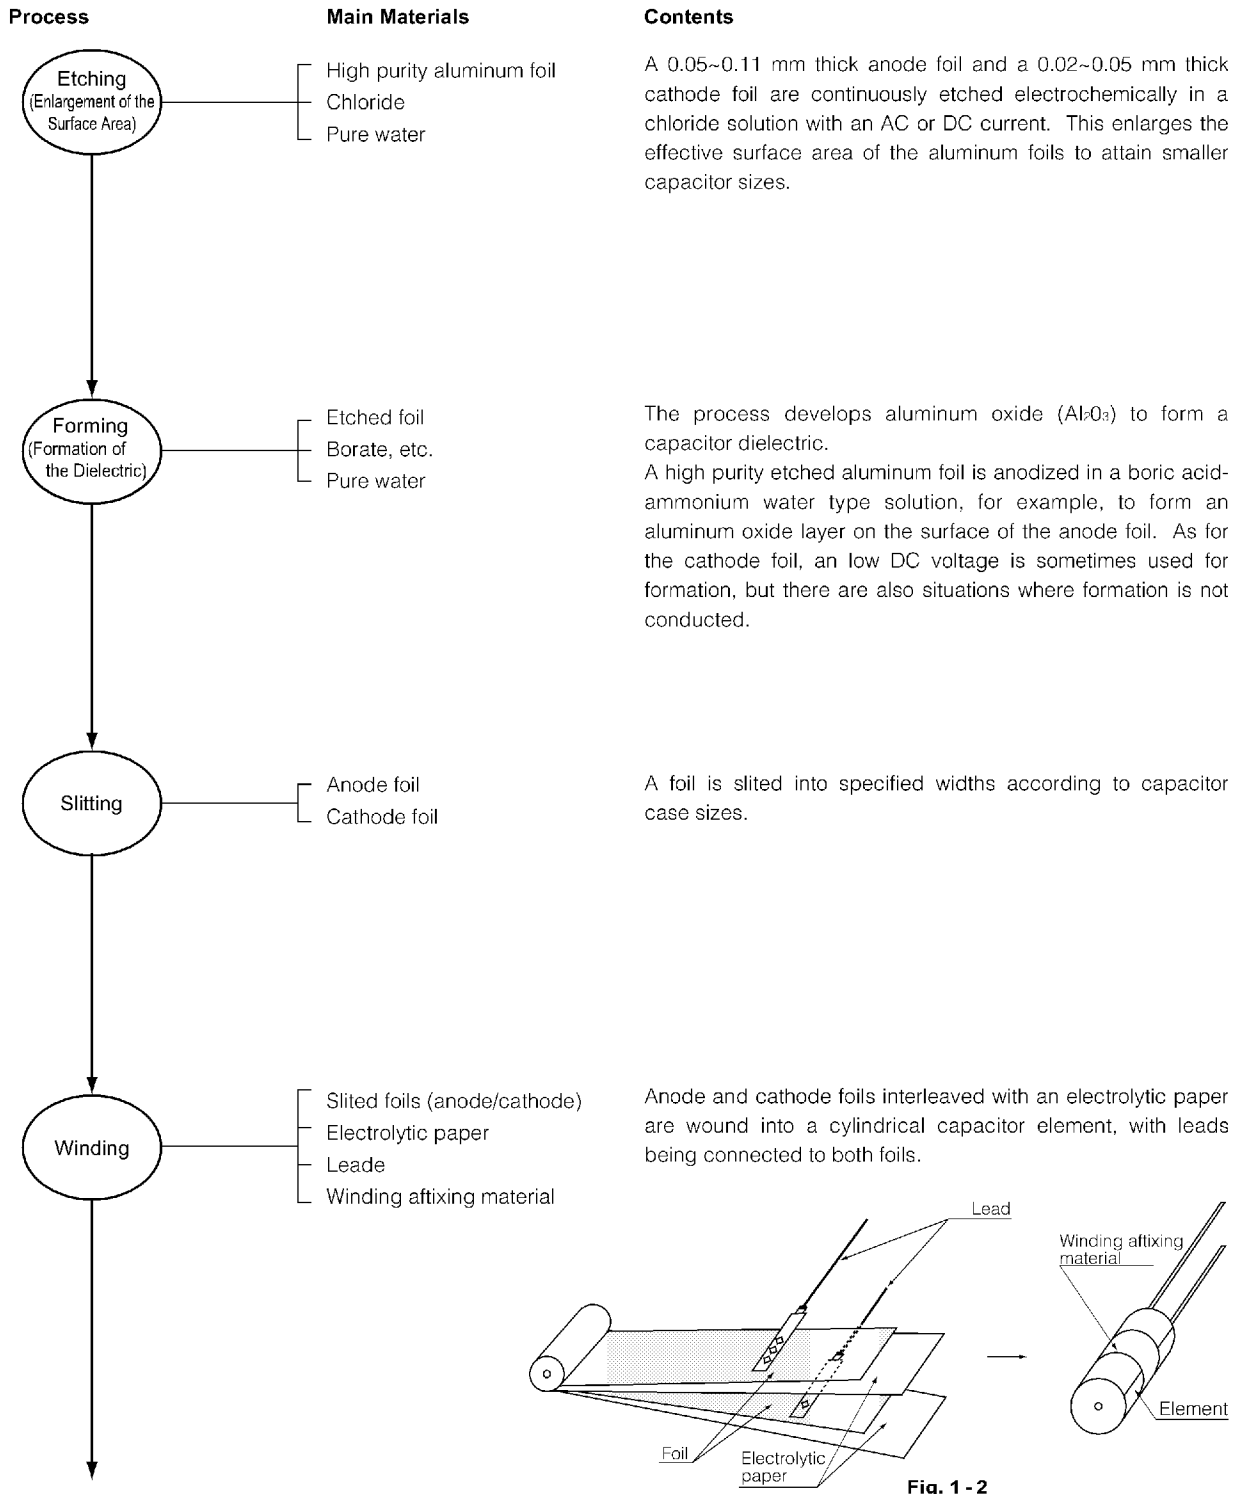 Process Main Materials Contents
Etching
(Enlargement of the
Surface Area)
High purity aluminum foil
Chloride
Pure water
A 0.05~0.11 mm thick anode foil and a 0.02~0.05 mm thick
cathode foil are continuously etched electrochemically in a
chloride solution with an AC or DC current. This enlarges the
effective surface area of the aluminum foils to attain smaller
capacitor sizes.
Forming
(Formation of
the Dielectric)
Etched foil
Borate, etc.
Pure water
The process develops aluminum oxide (Al₂0₃) to form a
capacitor dielectric.
A high purity etched aluminum foil is anodized in a boric acid-
ammonium water type solution, for example, to form an
aluminum oxide layer on the surface of the anode foil. As for
the cathode foil, an low DC voltage is sometimes used for
formation, but there are also situations where formation is not
conducted.
Slitting
Anode foil
Cathode foil
A foil is slited into specified widths according to capacitor
case sizes.
Winding
Slited foils (anode/cathode)
Electrolytic paper
Leade
Winding aftixing material
Anode and cathode foils interleaved with an electrolytic paper
are wound into a cylindrical capacitor element, with leads
being connected to both foils.
Lead
Winding aftixing
material
Element
Foil
Electrolytic
paper
Fig. 1 - 2